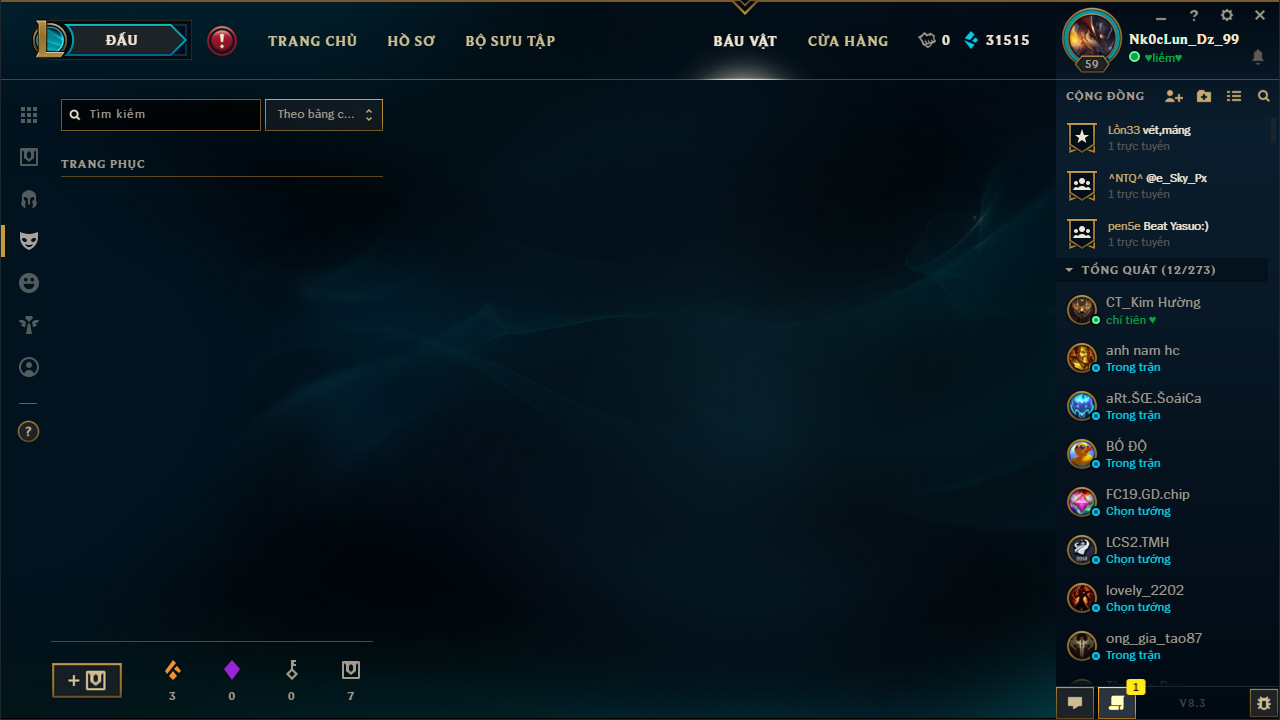 ĐẤU
TRANG CHỦ
HỒ SƠ
BỘ SƯU TẬP
BÁU VẬT
CỬA HÀNG
0
31515
59
Nk0cLun_Dz_99
♥liềm♥
Tìm kiếm
Theo bảng c...
TRANG PHỤC
3
0
0
7
CỘNG ĐỒNG
Lồn33 vét,máng
1 trực tuyến
^NTQ^ @e_Sky_Px
1 trực tuyến
pen5e Beat Yasuo:)
1 trực tuyến
TỔNG QUÁT (12/273)
CT_Kim Hường
chí tiên ♥
anh nam hc
Trong trận
aRt.ŠŒ.ŠoáiCa
Trong trận
BỐ ĐỘ
Trong trận
FC19.GD.chip
Chọn tướng
LCS2.TMH
Chọn tướng
lovely_2202
Chọn tướng
ong_gia_tao87
Trong trận
1
V8.3